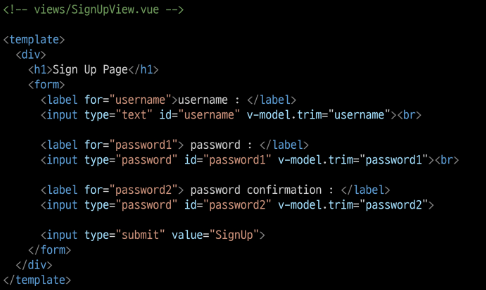 <!-- views/SignUpView.vue -->
<template>
<div>
<h1>Sign Up Page</h1>
<form>
<label for="username">username : </label>
<input type="text" id="username" v-model.trim="username"><br>
<label for="password1"> password : </label>
<input type="password" id="password1" v-model.trim="password1"><br>
<label for="password2"> password confirmation : </label>
<input type="password" id="password2" v-model.trim="password2">
<input type="submit" value="SignUp">
</form>
</div>
</template>